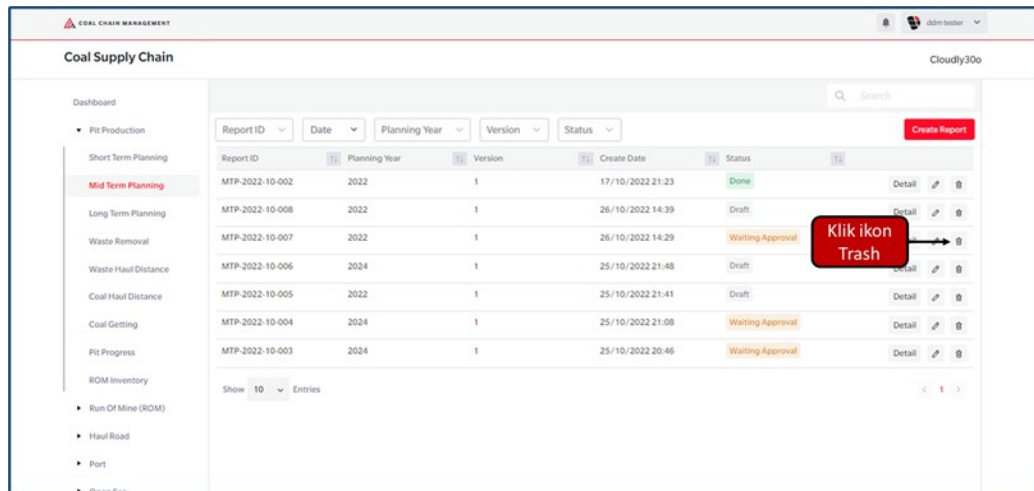 COAL CHAIN MANAGEMENT
ddm tester
Coal Supply Chain
Cloudly30o
Search
Dashboard
Pit Production
Short Term Planning
Mid Term Planning
Long Term Planning
Waste Removal
Waste Haul Distance
Coal Haul Distance
Coal Getting
Pit Progress
ROM Inventory
Run Of Mine (ROM)
Haul Road
Port
Report ID Date Planning Year Version Status Create Report
Report ID Planning Year Version Create Date Status
MTP-2022-10-002 2022 1 17/10/2022 21:23 Done Detail
MTP-2022-10-008 2022 1 26/10/2022 14:39 Draft Detail
MTP-2022-10-007 2022 1 26/10/2022 14:29 Waiting Approval
Klik ikon
Trash
MTP-2022-10-006 2024 1 25/10/2022 21:48 Draft Detail
MTP-2022-10-005 2022 1 25/10/2022 21:41 Draft Detail
MTP-2022-10-004 2024 1 25/10/2022 21:08 Waiting Approval Detail
MTP-2022-10-003 2024 1 25/10/2022 20:46 Waiting Approval Detail
Show 10 Entries
1